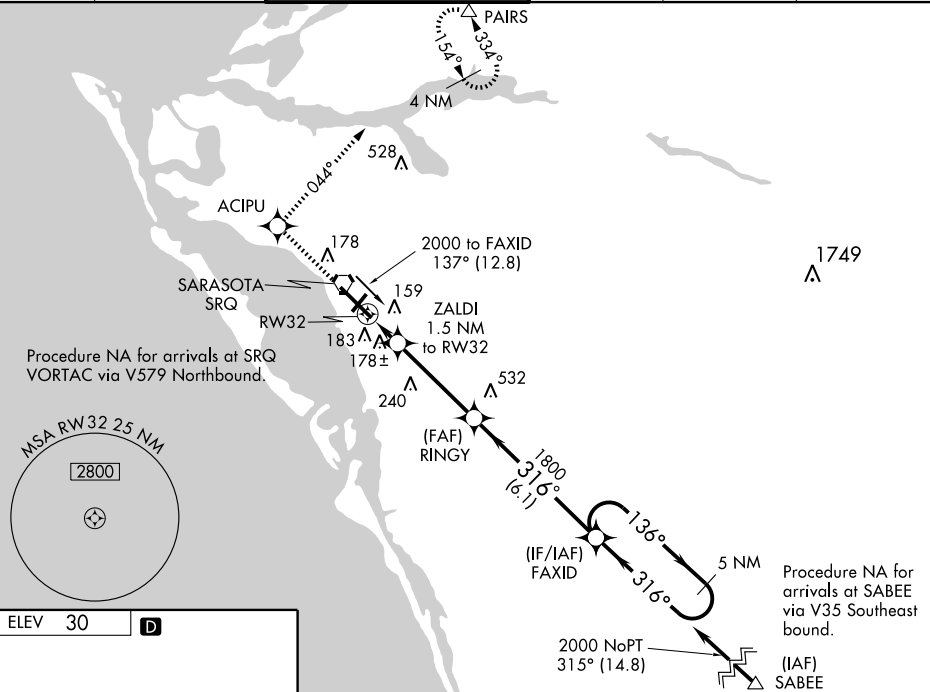 PAIRS
334°
154°
4 NM
528
044°
ACIPU
178
2000 to FAXID
137° (12.8)
1749
SARASOTA
SRQ
159
RW32
ZALDI
1.5 NM
to RW32
183
178±
Procedure NA for arrivals at SRQ
VORTAC via V579 Northbound.
240
532
(FAF)
RINGY
MSA RW32 25 NM
2800
1800
316°
(6.1)
136°
(IF/IAF)
FAXID
5 NM
316°
Procedure NA for
arrivals at SABEE
via V35 Southeast
bound.
ELEV 30 D
2000 NoPT
315° (14.8)
(IAF)
SABEE